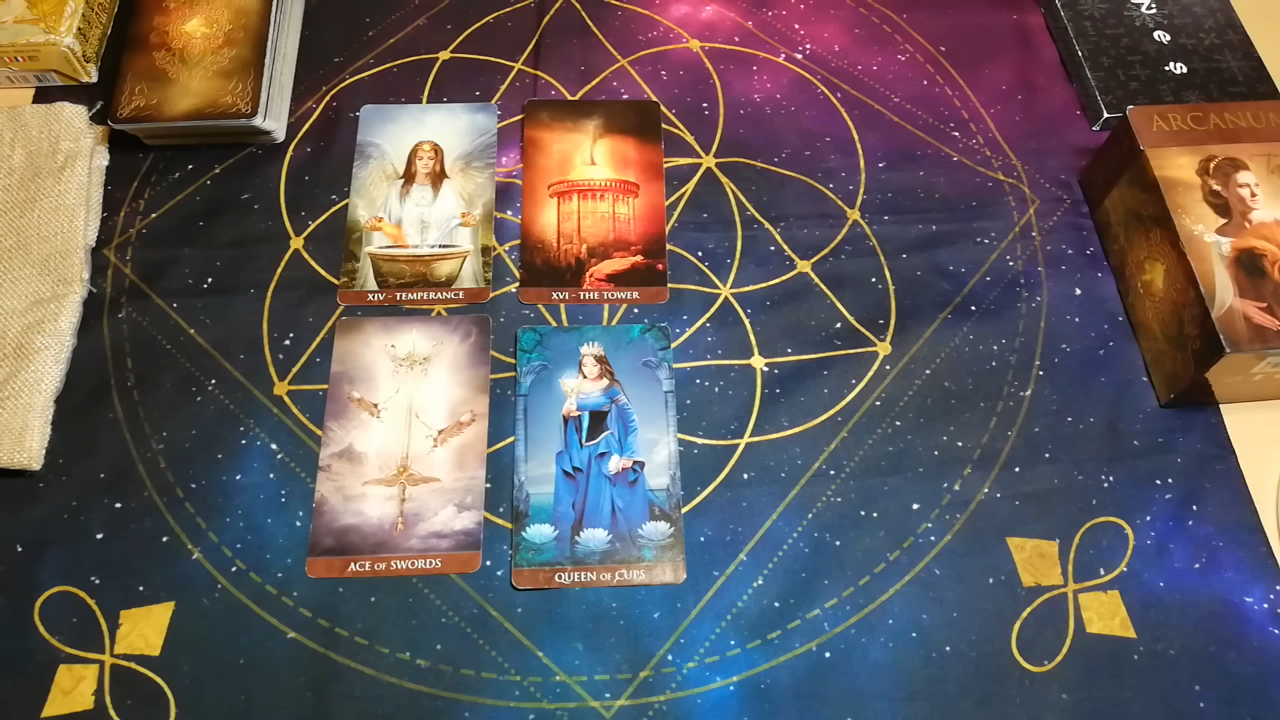 ARCANUM
XIV - TEMPERANCE
XVI - THE TOWER
ACE OF SWORDS
QUEEN OF CUPS